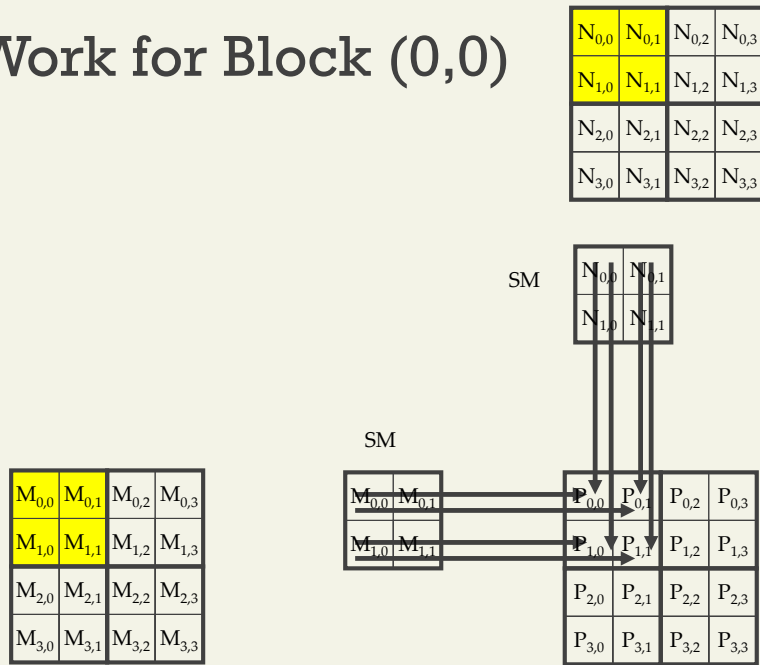 Work for Block (0,0)
N0,0 N0,1 N0,2 N0,3
N1,0 N1,1 N1,2 N1,3
N2,0 N2,1 N2,2 N2,3
N3,0 N3,1 N3,2 N3,3
SM
N0,0 N0,1
N1,0 N1,1
SM
M0,0 M0,1 M0,2 M0,3
M1,0 M1,1 M1,2 M1,3
M2,0 M2,1 M2,2 M2,3
M3,0 M3,1 M3,2 M3,3
M0,0 M0,1
M1,0 M1,1
P0,0 P0,1 P0,2 P0,3
P1,0 P1,1 P1,2 P1,3
P2,0 P2,1 P2,2 P2,3
P3,0 P3,1 P3,2 P3,3